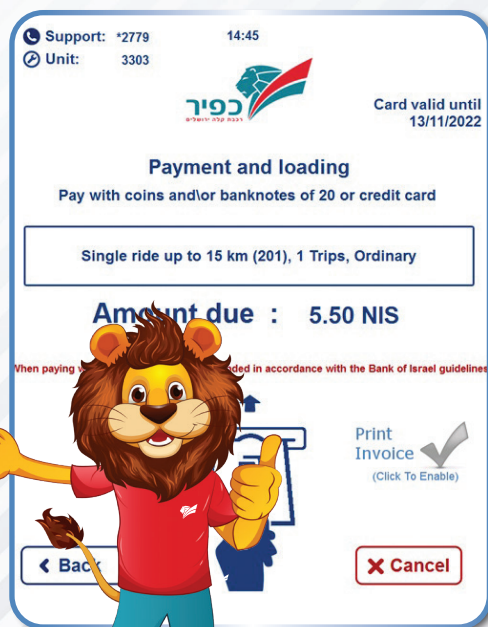 Support: *2779
14:45
Unit: 3303
כפיר
רכבת קלה ירושלים
Card valid until
13/11/2022
Payment and loading
Pay with coins and\or banknotes of 20 or credit card
Single ride up to 15 km (201), 1 Trips, Ordinary
Amount due : 5.50 NIS
When paying in accordance with the Bank of Israel guidelines
Print
Invoice
(Click To Enable)
Back
Cancel